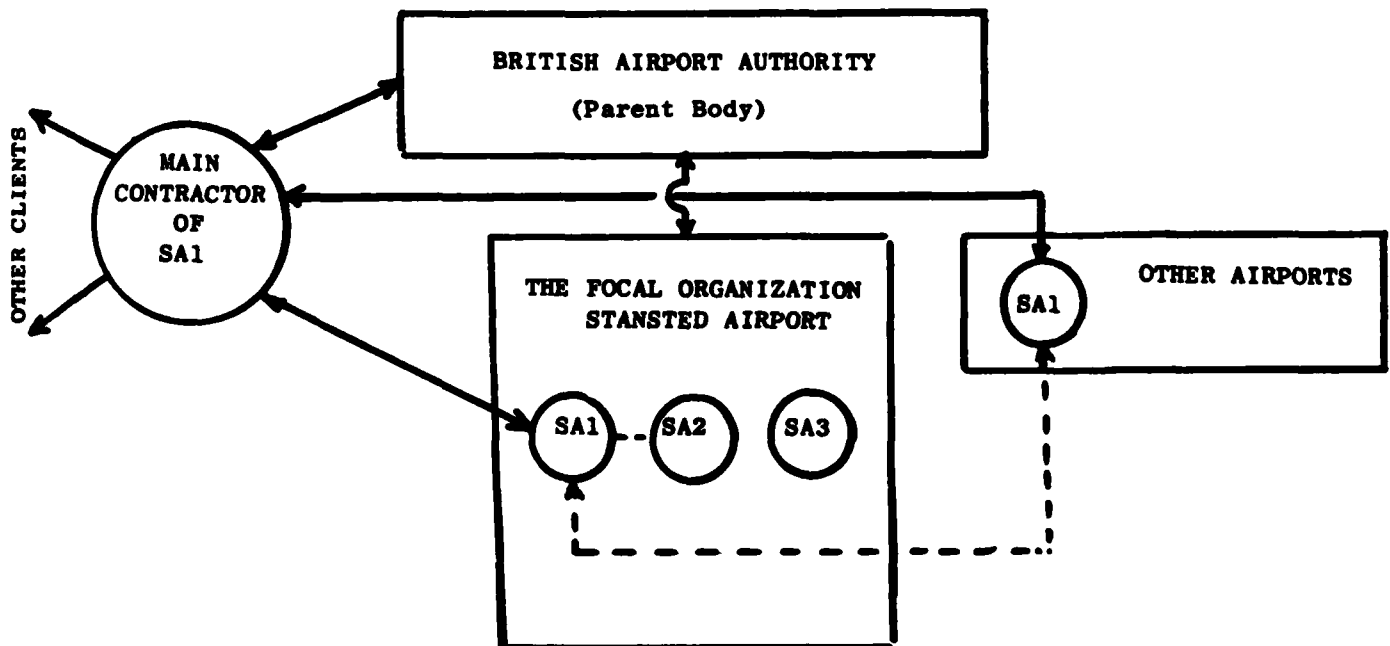 BRITISH AIRPORT AUTHORITY
(Parent Body)
OTHER CLIENTS
MAIN
CONTRACTOR
OF
SA1
THE FOCAL ORGANIZATION
STANSTED AIRPORT
SA1
SA2
SA3
OTHER AIRPORTS
SA1